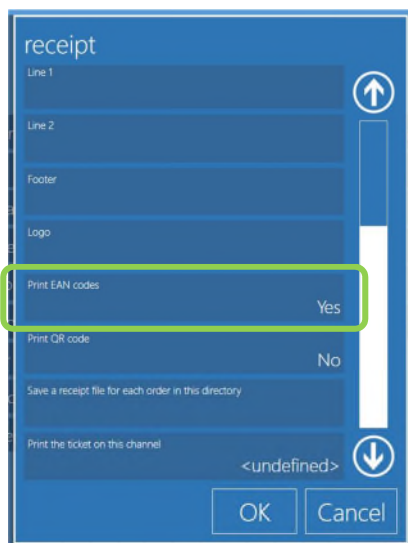 receipt
Line 1
Line 2
Footer
Logo
Print EAN codes
Yes
Print QR code
No
Save a receipt file for each order in this directory
Print the ticket on this channel
<undefined>
OK
Cancel